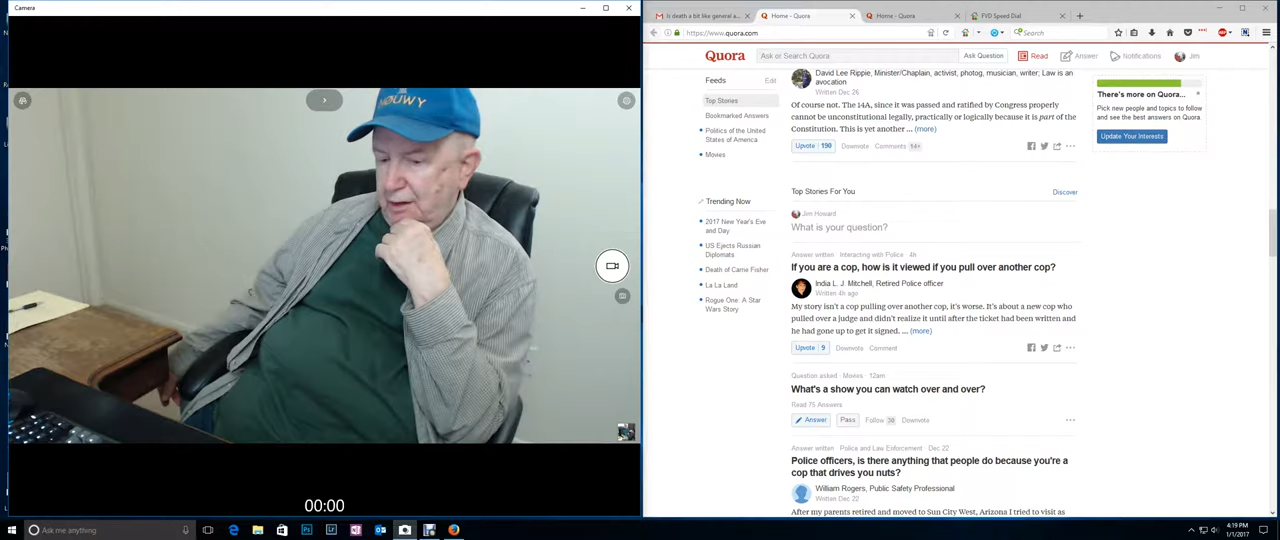 Camera
MOUWY
00:00
Is death a bit like general a...
Home - Quora
Home - Quora
FVD Speed Dial
https://www.quora.com
Search
Quora
Ask or Search Quora
Ask Question
Read
Answer
Notifications
Jim
Feeds
Edit
Top Stories
Bookmarked Answers
Politics of the United
States of America
Movies
Trending Now
2017 New Year's Eve
and Day
US Ejects Russian
Diplomats
Death of Carrie Fisher
La La Land
Rogue One: A Star
Wars Story
David Lee Rippie, Minister/Chaplain, activist, photog, musician, writer; Law is an
avocation
Written Dec 26
Of course not. The 14A, since it was passed and ratified by Congress properly
cannot be unconstitutional legally, practically or logically because it is part of the
Constitution. This is yet another ... (more)
Upvote 190
Downvote
Comments 14+
Top Stories For You
Discover
Jim Howard
What is your question?
Answer written · Interacting with Police · 4h
If you are a cop, how is it viewed if you pull over another cop?
India L. J. Mitchell, Retired Police officer
Written 4h ago
My story isn't a cop pulling over another cop, it's worse. It's about a new cop who
pulled over a judge and didn't realize it until after the ticket had been written and
he had gone up to get it signed. ... (more)
Upvote 9
Downvote
Comment
Question asked · Movies · 12am
What's a show you can watch over and over?
Read 75 Answers
Answer
Pass
Follow 38
Downvote
Answer written · Police and Law Enforcement · Dec 22
Police officers, is there anything that people do because you're a
cop that drives you nuts?
William Rogers, Public Safety Professional
Written Dec 22
After my parents retired and moved to Sun City West, Arizona I tried to visit as
There's more on Quora...
Pick new people and topics to follow
and see the best answers on Quora.
Update Your Interests
Ask me anything
4:19 PM
1/1/2017